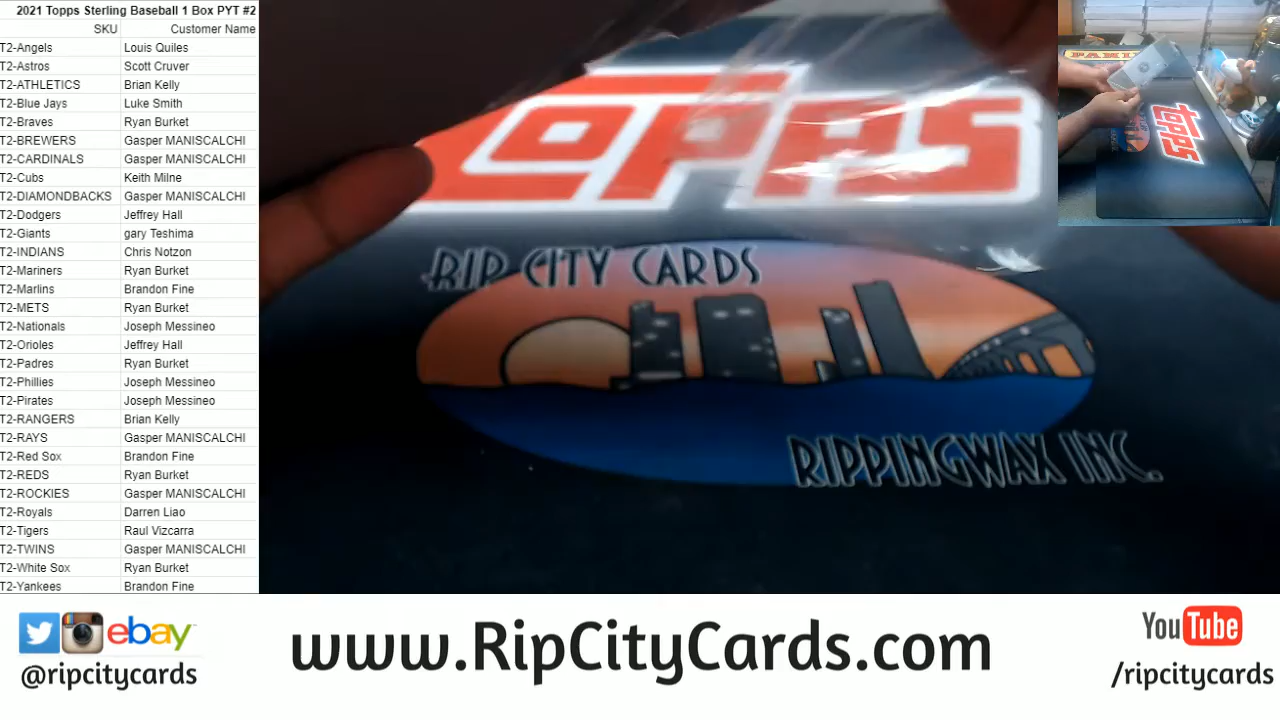 2021 Topps Sterling Baseball 1 Box PYT #2
SKU Customer Name
T2-Angels Louis Quiles
T2-Astros Scott Cruver
T2-ATHLETICS Brian Kelly
T2-Blue Jays Luke Smith
T2-Braves Ryan Burket
T2-BREWERS Gasper MANISCALCHI
T2-CARDINALS Gasper MANISCALCHI
T2-Cubs Keith Milne
T2-DIAMONDBACKS Gasper MANISCALCHI
T2-Dodgers Jeffrey Hall
T2-Giants gary Teshima
T2-INDIANS Chris Notzon
T2-Mariners Ryan Burket
T2-Marlins Brandon Fine
T2-METS Ryan Burket
T2-Nationals Joseph Messineo
T2-Orioles Jeffrey Hall
T2-Padres Ryan Burket
T2-Phillies Joseph Messineo
T2-Pirates Joseph Messineo
T2-RANGERS Brian Kelly
T2-RAYS Gasper MANISCALCHI
T2-Red Sox Brandon Fine
T2-REDS Ryan Burket
T2-ROCKIES Gasper MANISCALCHI
T2-Royals Darren Liao
T2-Tigers Raul Vizcarra
T2-TWINS Gasper MANISCALCHI
T2-White Sox Ryan Burket
T2-Yankees Brandon Fine
TOPPS
RIP CITY CARDS
RIPPINGWAX INC.
PANINI
TOPPS
ebay
@ripcitycards
www.RipCityCards.com
YouTube
/ripcitycards